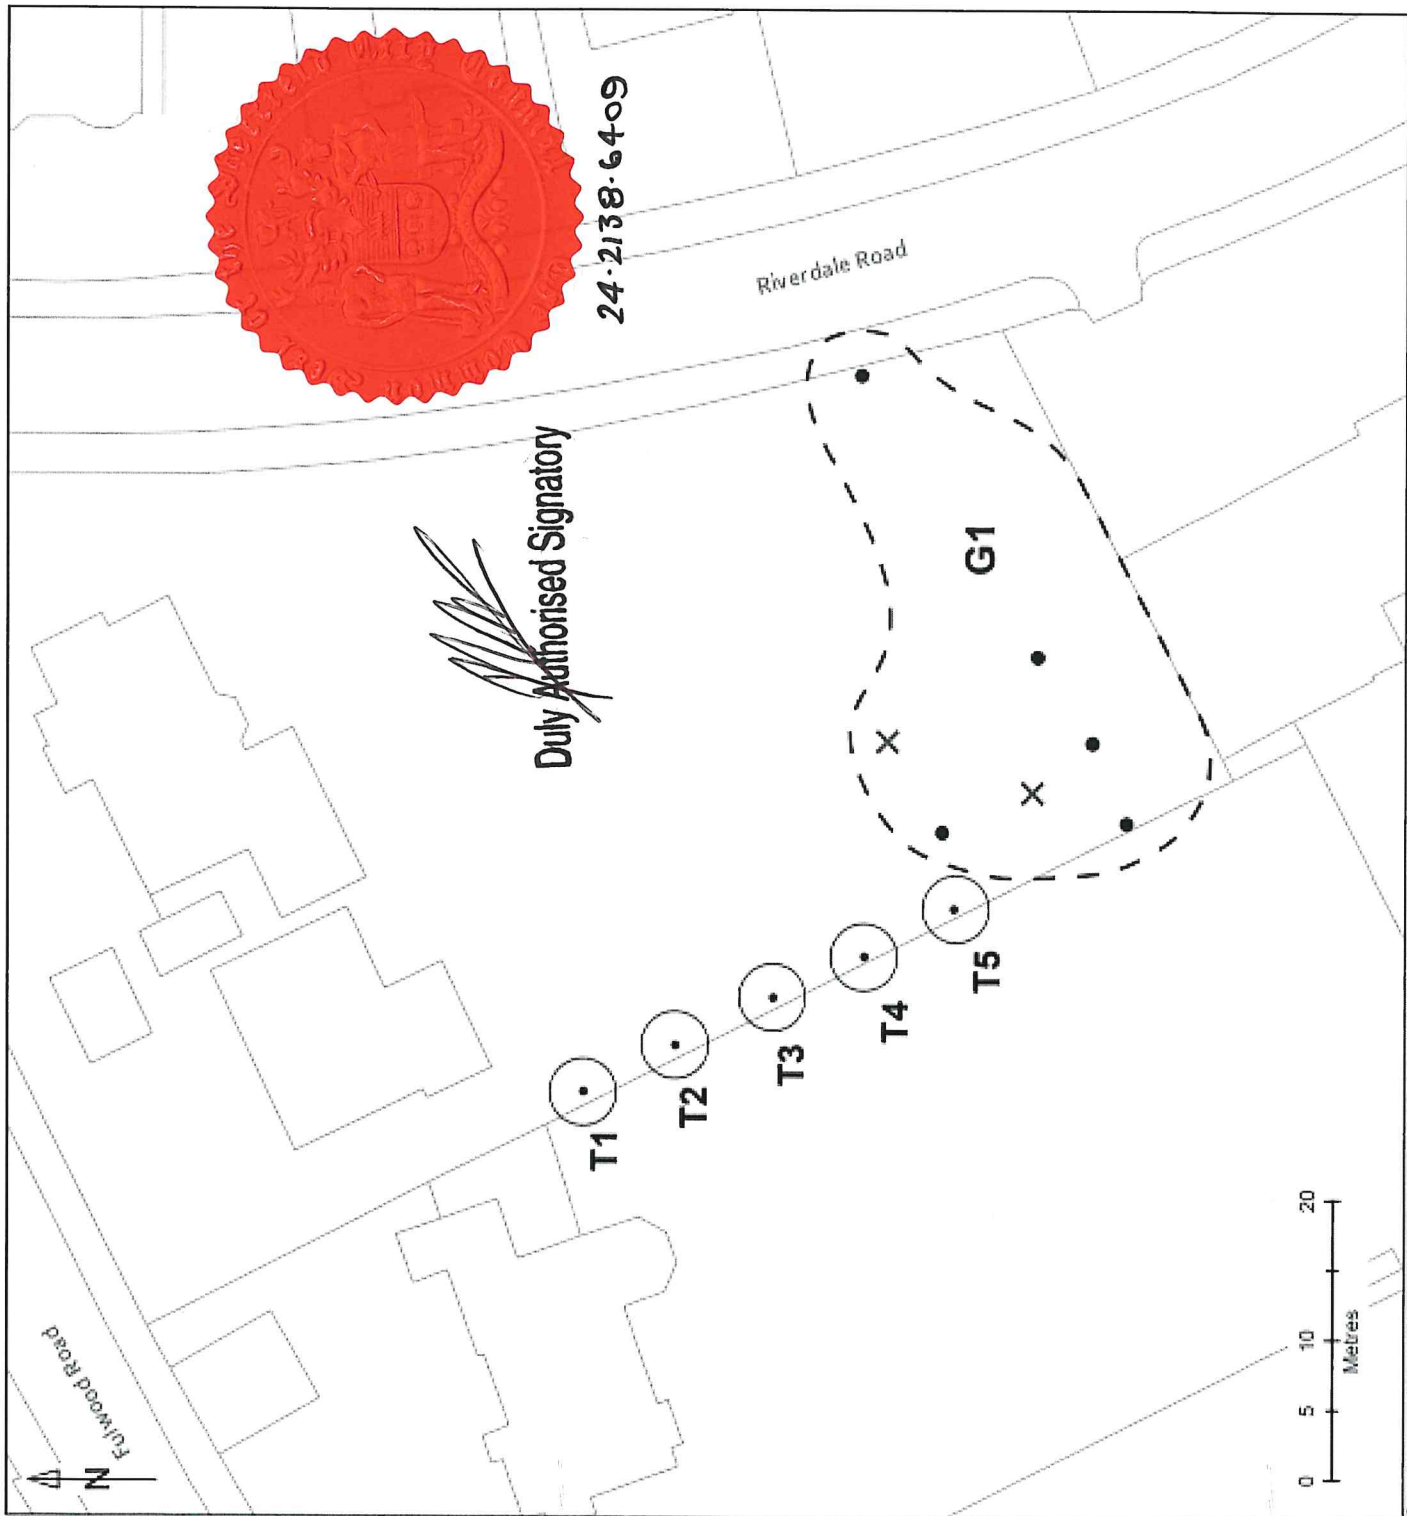 Fulwood Road
N
24-2138-6409
Riverdale Road
Duly Authorised Signatory
G1
T1
T2
T3
T4
T5
0 5 10 20
Metres